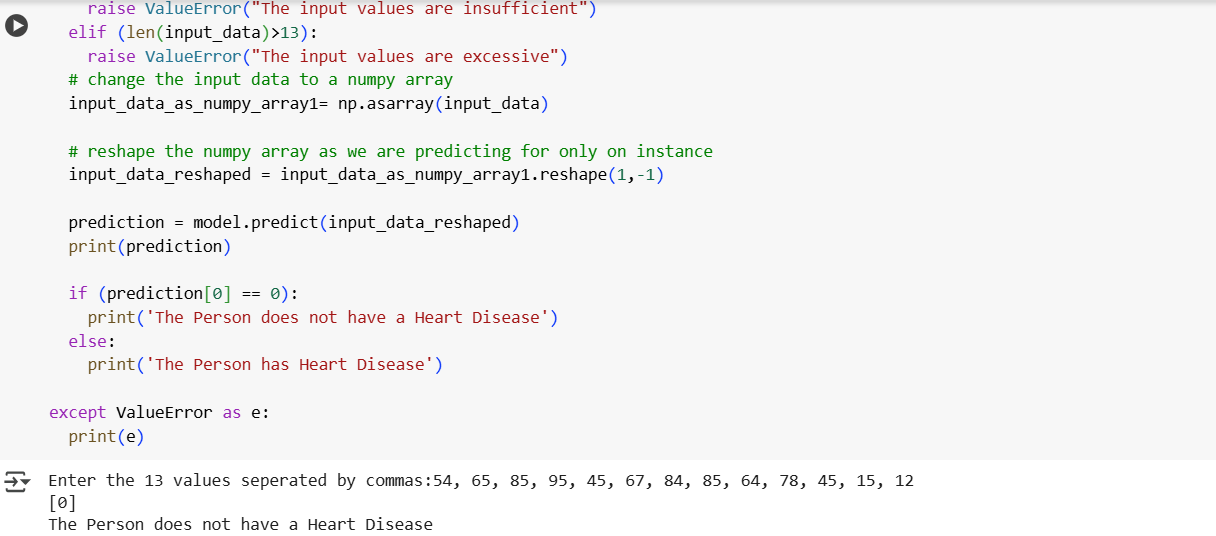 raise ValueError("The input values are insufficient")
elif (len(input_data)>13):
raise ValueError("The input values are excessive")
# change the input data to a numpy array
input_data_as_numpy_array1= np.asarray(input_data)
# reshape the numpy array as we are predicting for only on instance
input_data_reshaped = input_data_as_numpy_array1.reshape(1,-1)
prediction = model.predict(input_data_reshaped)
print(prediction)
if (prediction[0] == 0):
print('The Person does not have a Heart Disease')
else:
print('The Person has Heart Disease')
except ValueError as e:
print(e)
Enter the 13 values seperated by commas:54, 65, 85, 95, 45, 67, 84, 85, 64, 78, 45, 15, 12
[0]
The Person does not have a Heart Disease